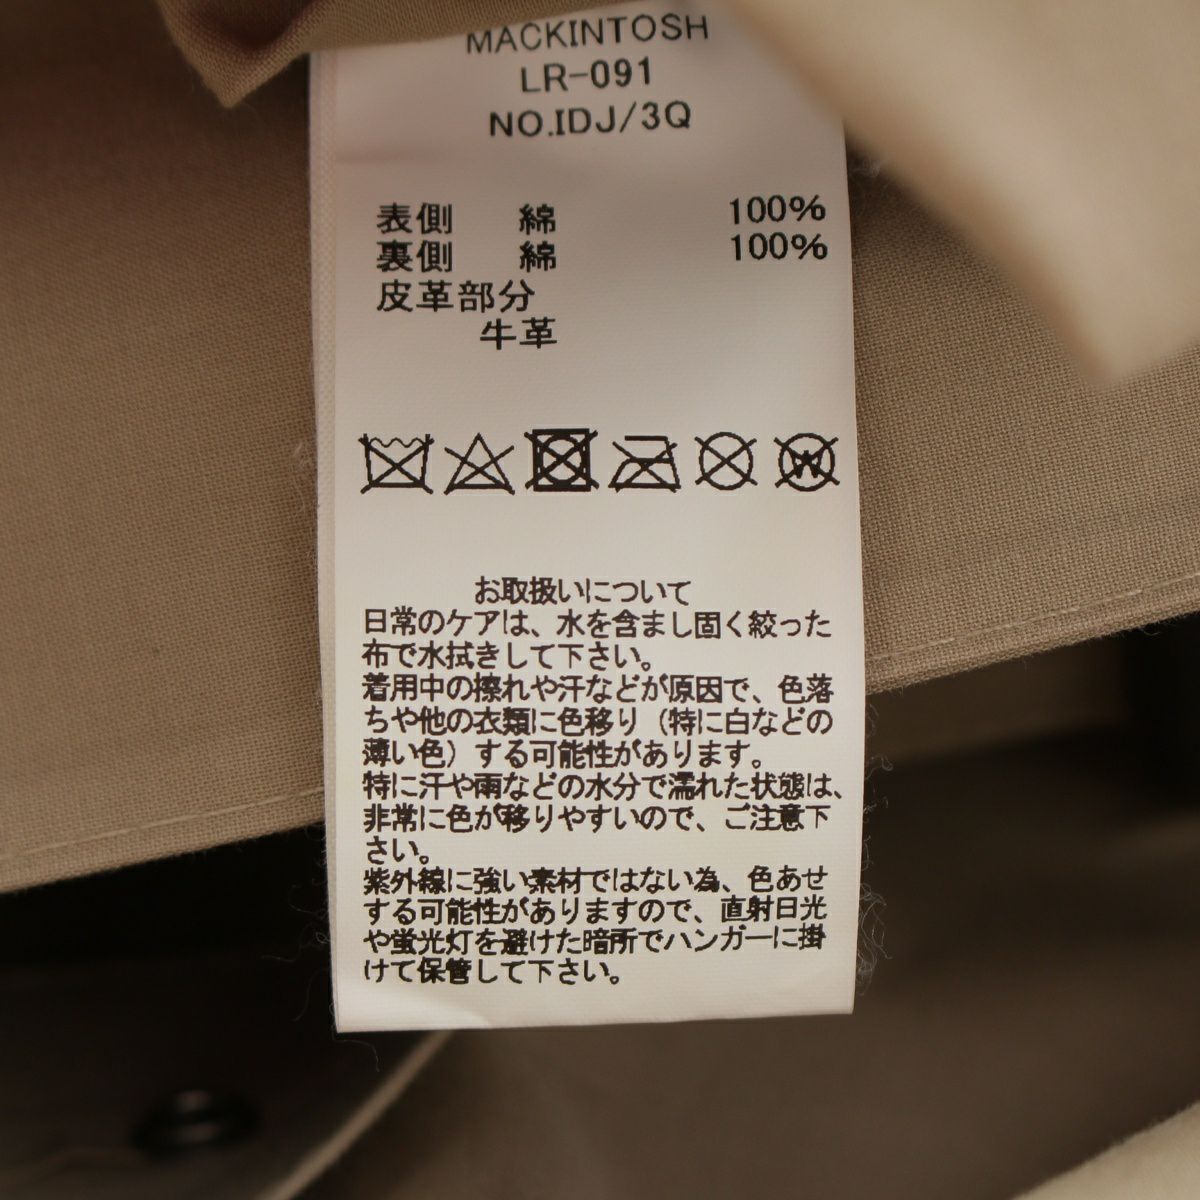 MACKINTOSH
LR-091
NO.IDJ/3Q
表側 綿 100%
裏側 綿 100%
皮革部分
牛革
W
お取扱いについて
日常のケアは、水を含まし固く絞った
布で水拭きして下さい。
着用中の擦れや汗などが原因で、色落
ちや他の衣類に色移り（特に白などの
薄い色）する可能性があります。
特に汗や雨などの水分で濡れた状態は、
非常に色が移りやすいので、ご注意下
さい。
紫外線に強い素材ではない為、色あせ
する可能性がありますので、直射日光
や蛍光灯を避けた暗所でハンガーに掛
けて保管して下さい。